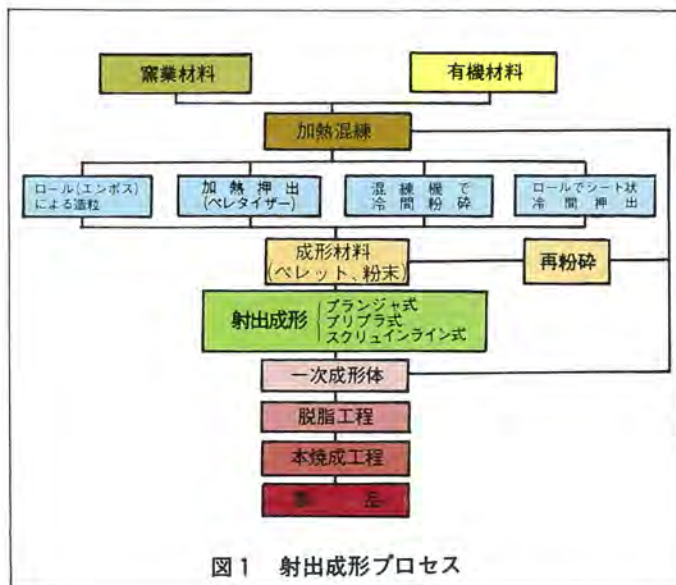 窯業材料
有機材料
加熱混練
ロール(エンボス)
による造粒
加熱押出
(ペレタイザー)
混練機で
冷間粉砕
ロールでシート状
冷間押出
成形材料
(ペレット、粉末)
再粉砕
射出成形
プランジャ式
プリプラ式
スクリュインライン式
一次成形体
脱脂工程
本焼成工程
製品
図1 射出成形プロセス